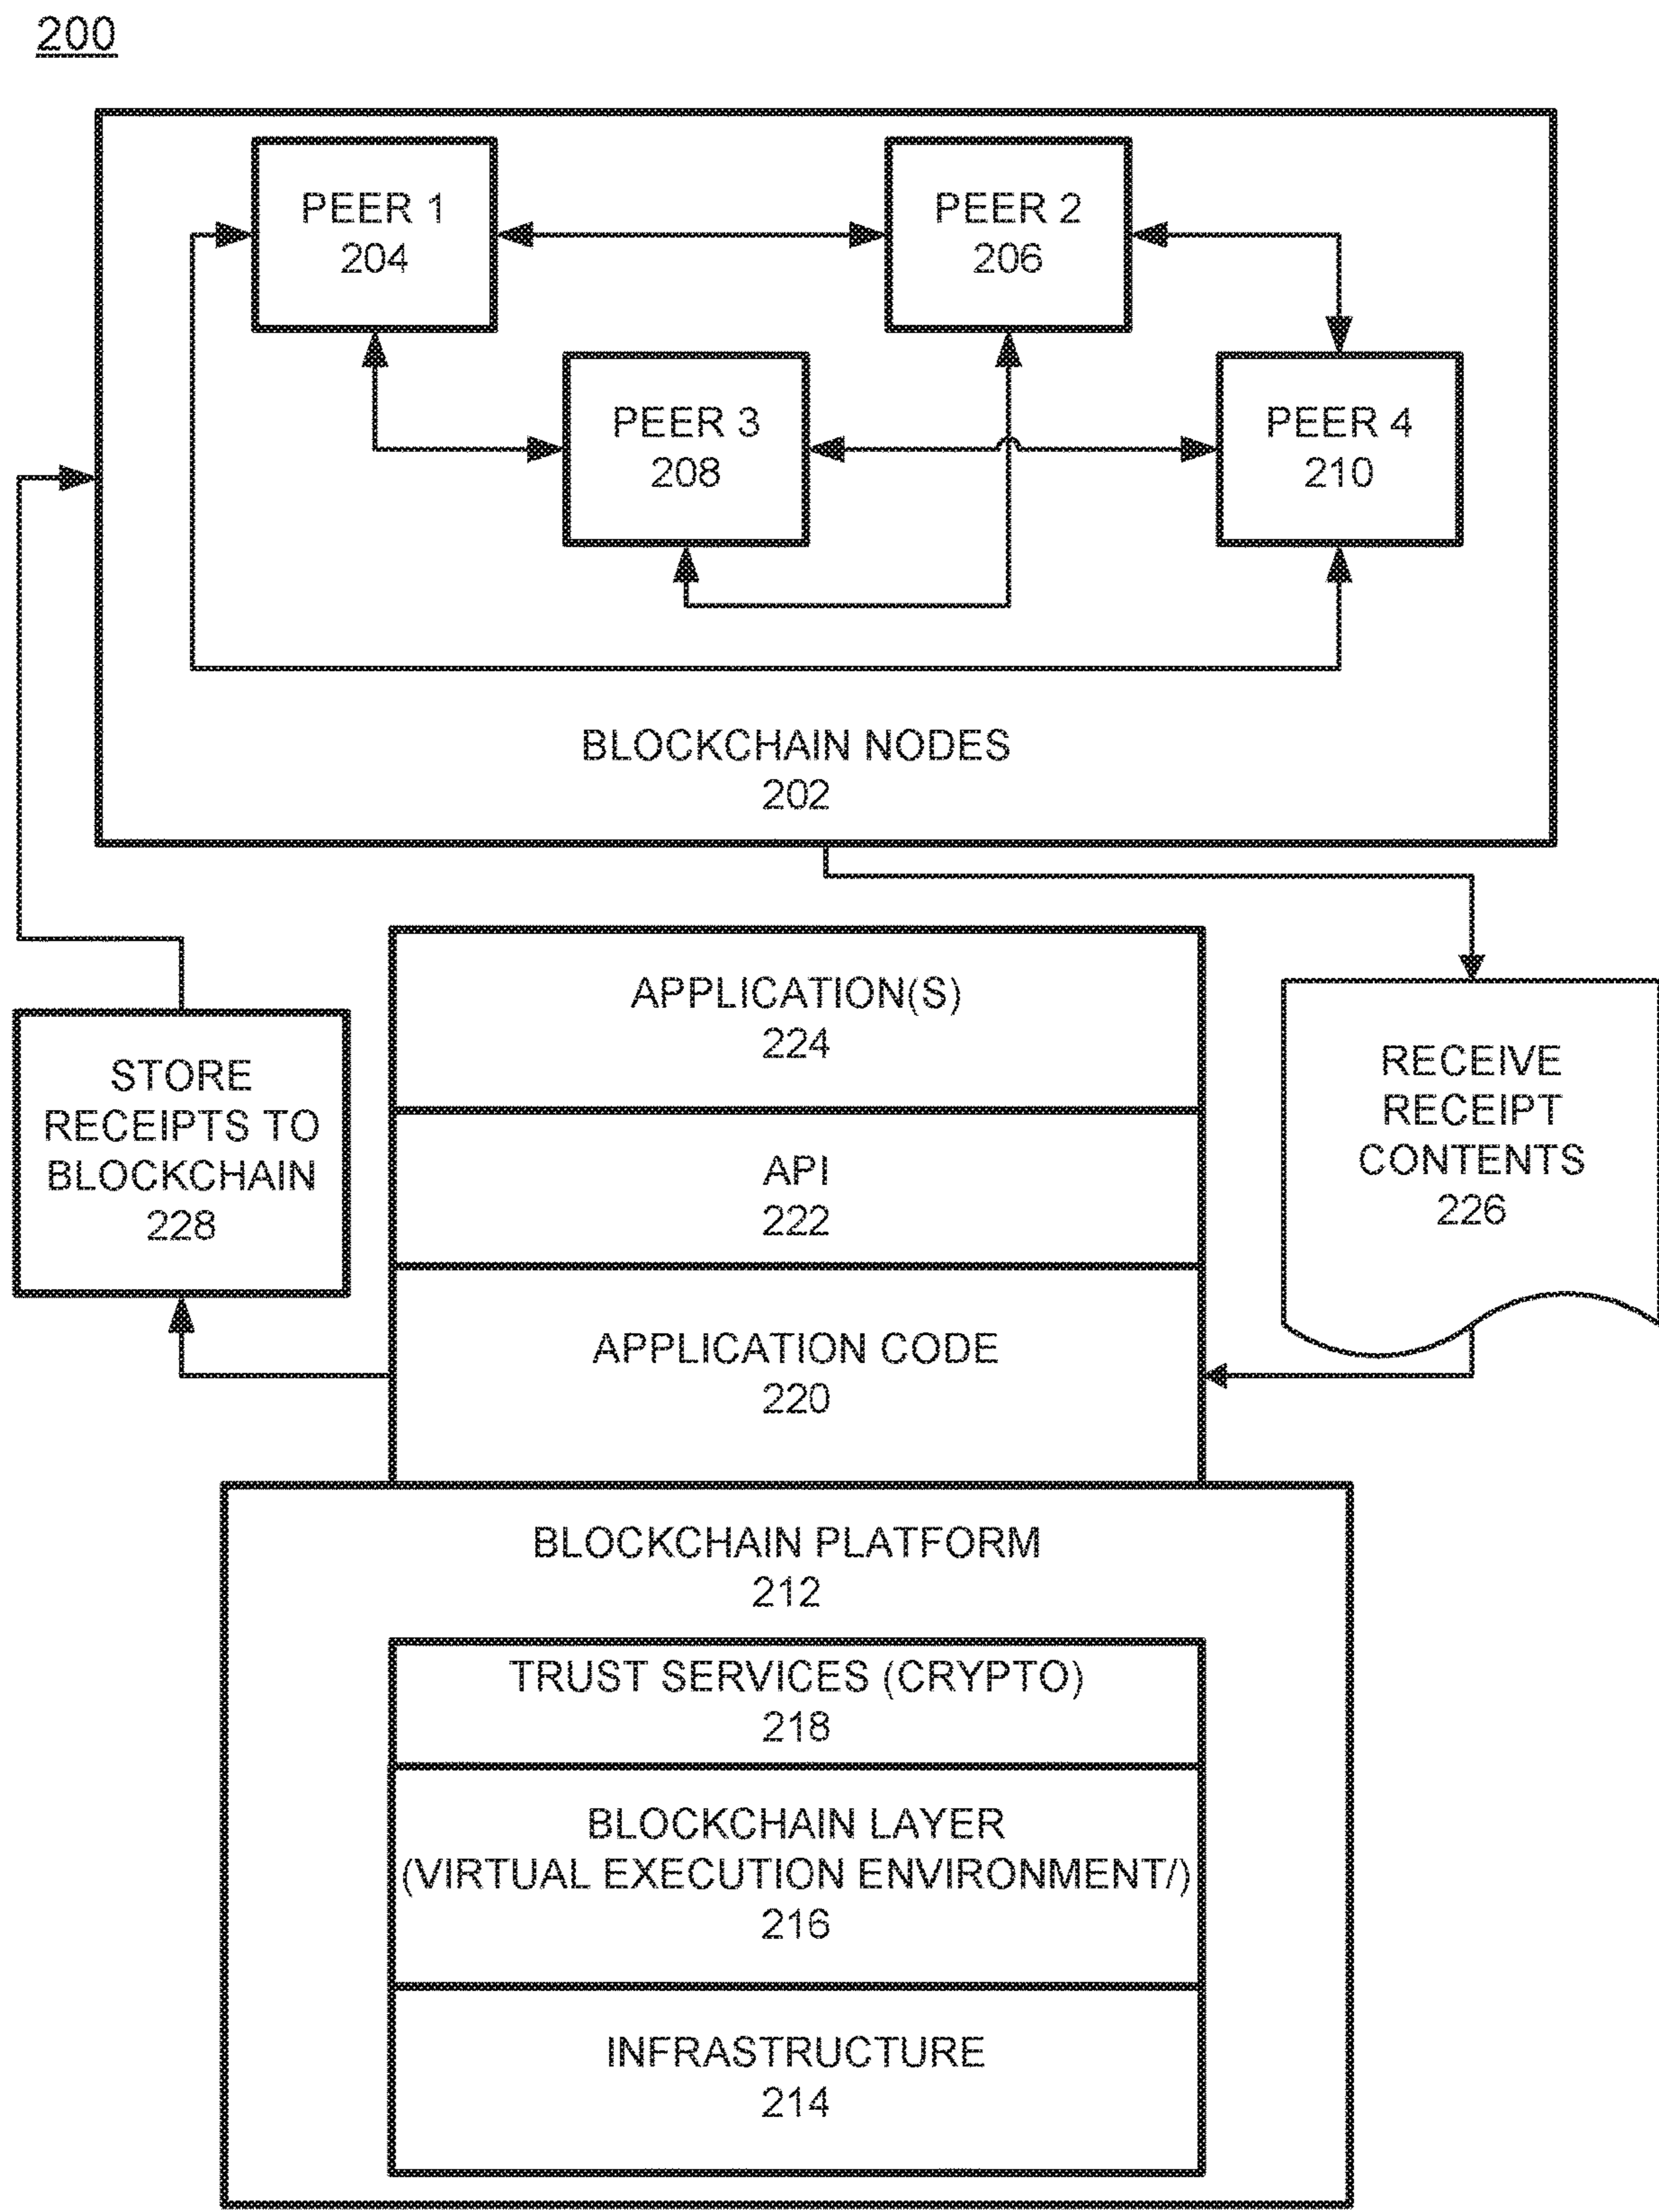 200
PEER 1
204
PEER 2
206
PEER 3
208
PEER 4
210
BLOCKCHAIN NODES
202
APPLICATION(S)
224
API
222
APPLICATION CODE
220
STORE
RECEIPTS TO
BLOCKCHAIN
228
RECEIVE
RECEIPT
CONTENTS
226
BLOCKCHAIN PLATFORM
212
TRUST SERVICES (CRYPTO)
218
BLOCKCHAIN LAYER
(VIRTUAL EXECUTION ENVIRONMENT/)
216
INFRASTRUCTURE
214